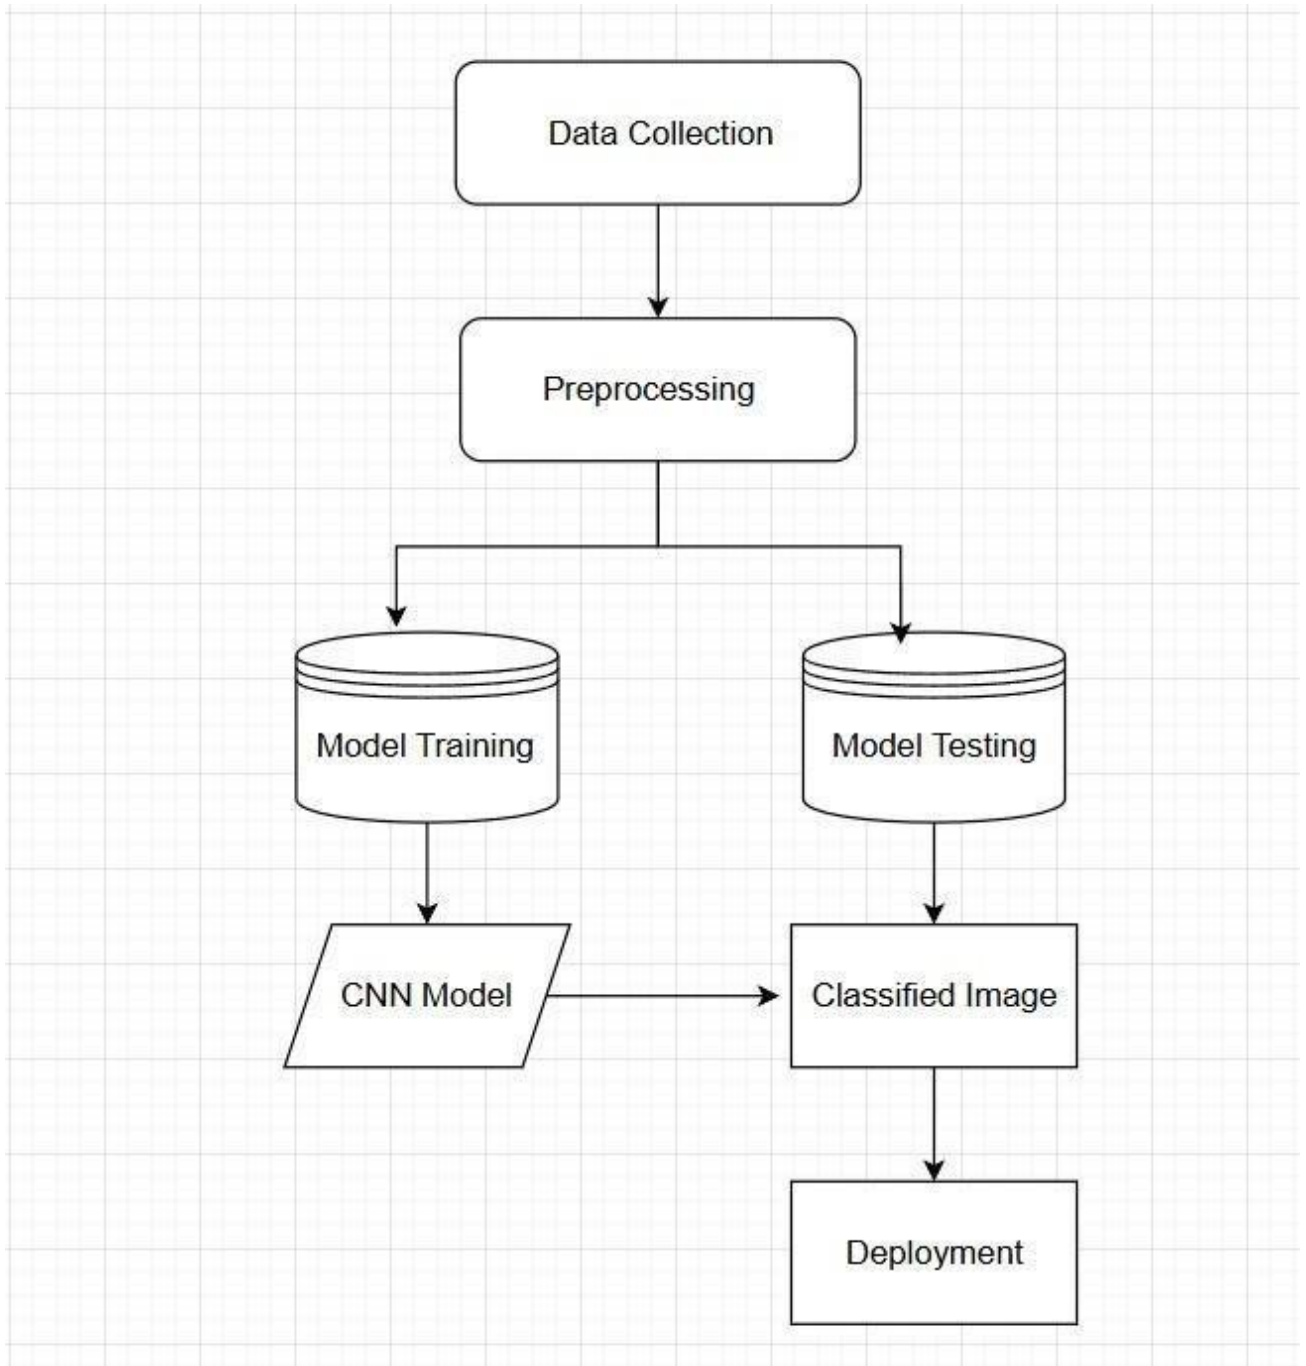 Data Collection
Preprocessing
Model Training
Model Testing
CNN Model
Classified Image
Deployment